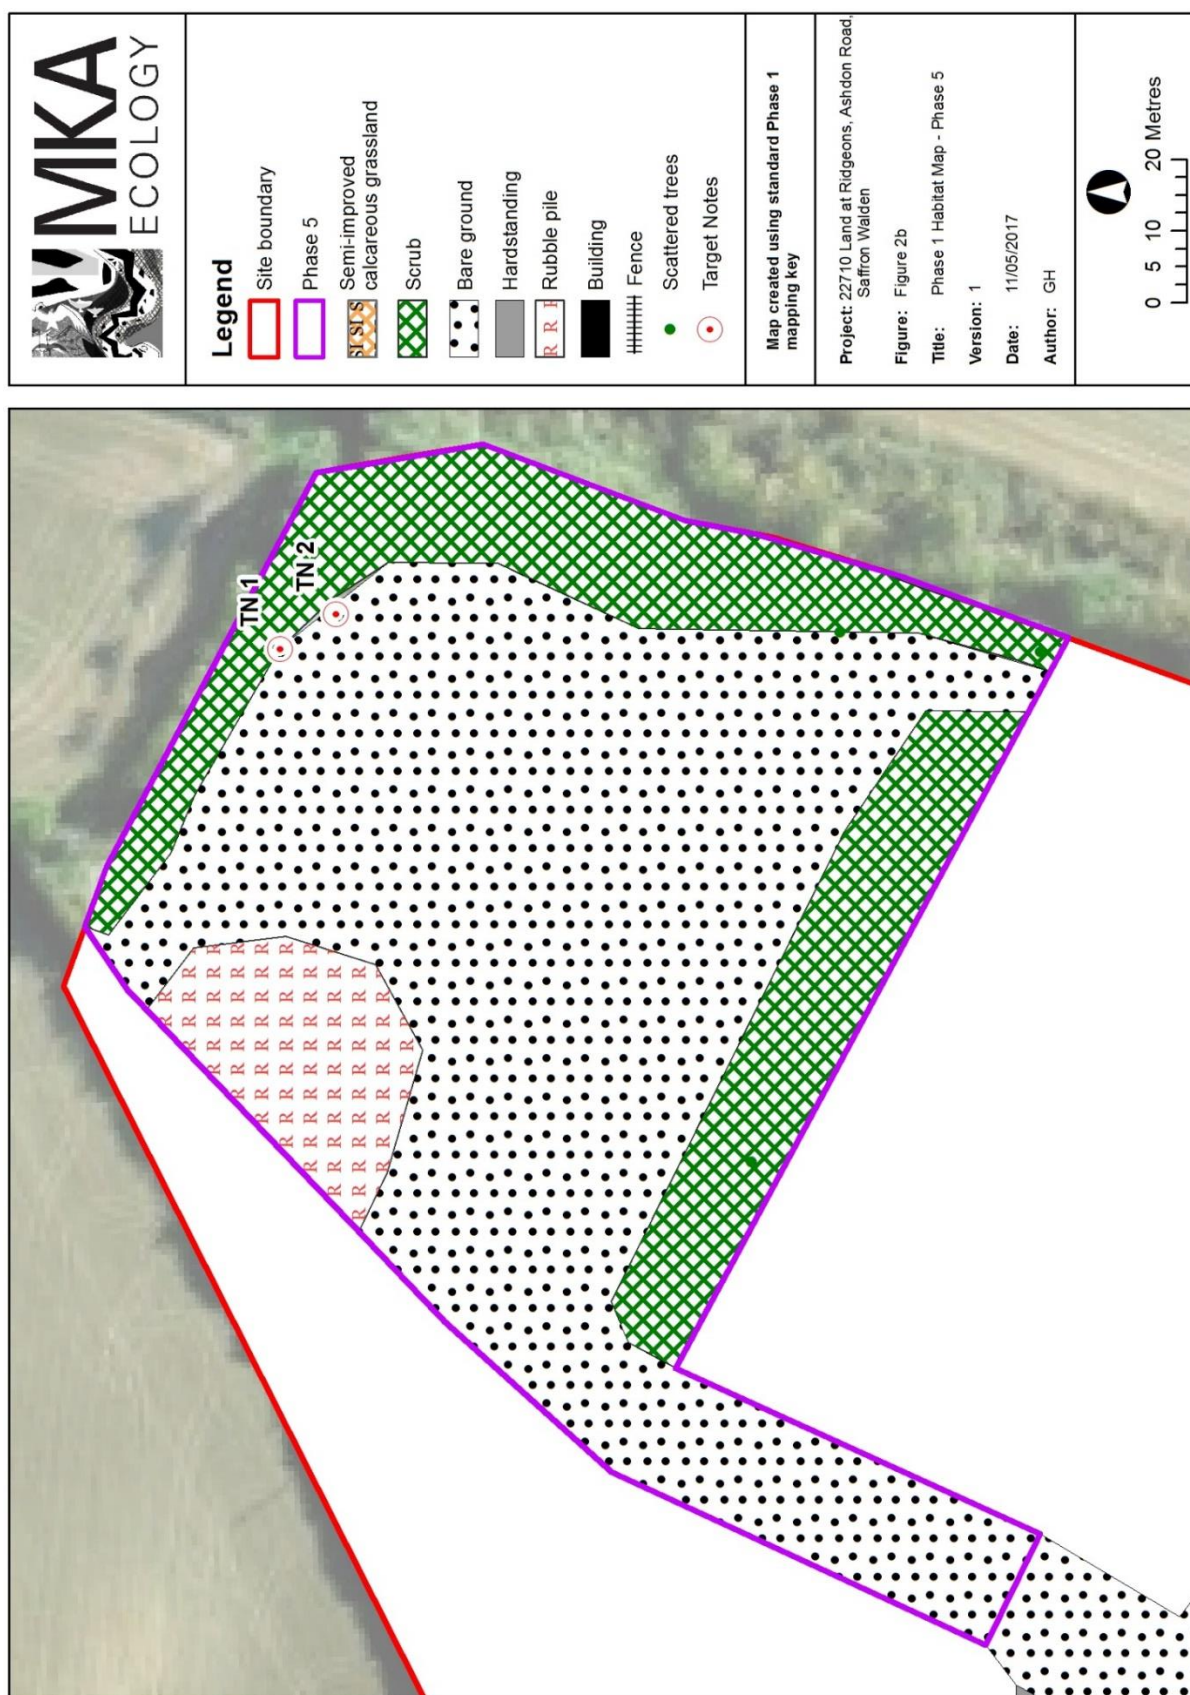 MKA
ECOLOGY
Legend
Site boundary
Phase 5
SI SI S
Semi-improved
calcareous grassland
Scrub
Bare ground
Hardstanding
R R
Rubble pile
Building
Fence
Scattered trees
Target Notes
Map created using standard Phase 1
mapping key
Project: 22710 Land at Ridgeons, Ashdon Road,
Saffron Walden
Figure: Figure 2b
Title: Phase 1 Habitat Map - Phase 5
Version: 1
Date: 11/05/2017
Author: GH
0 5 10 20 Metres
TN 1
TN 2